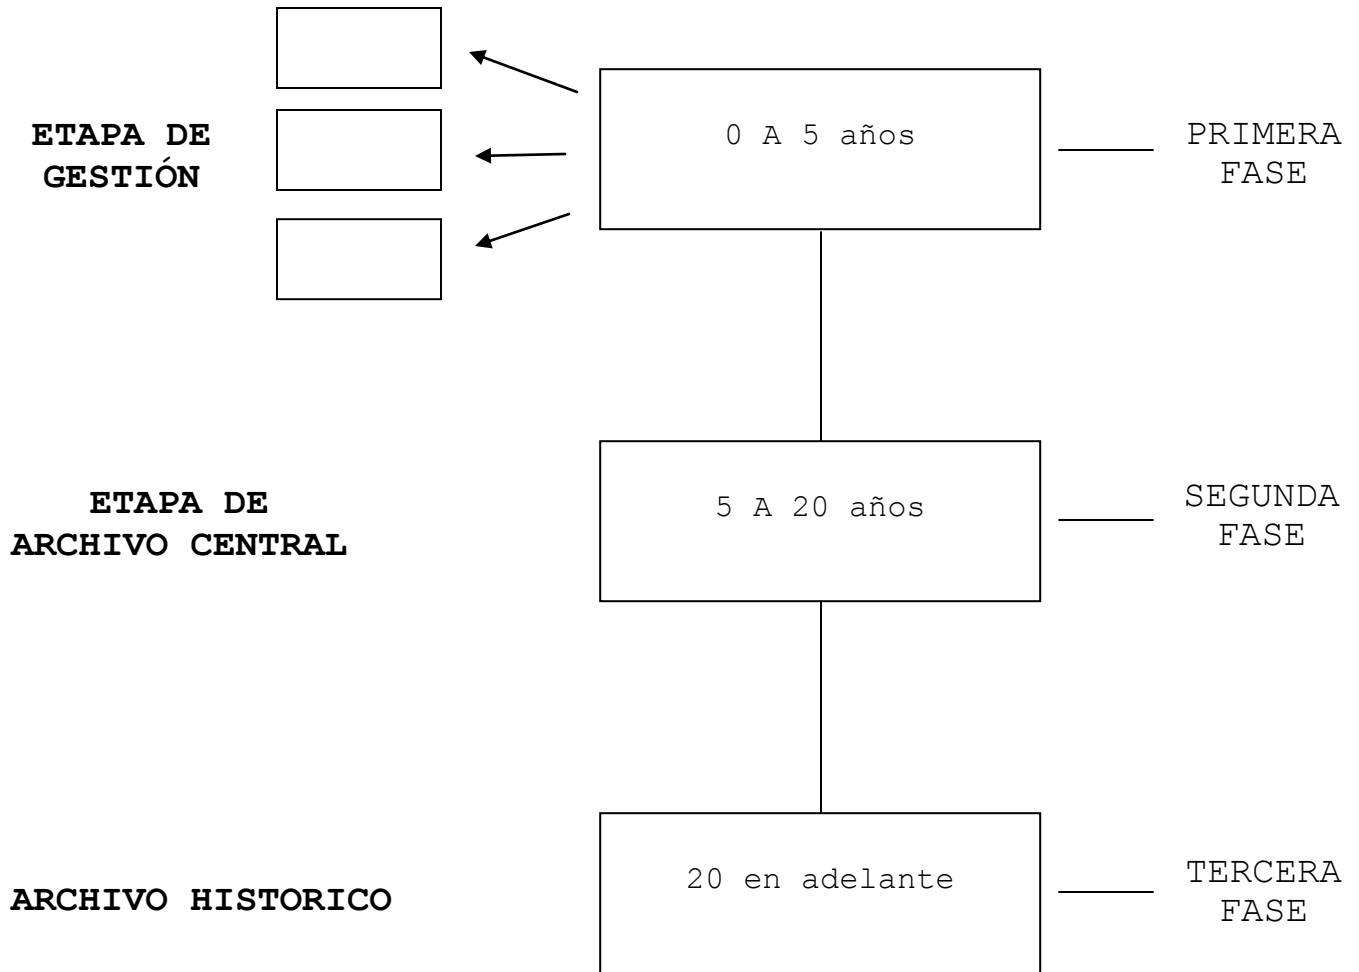 ETAPA DE
GESTIÓN
0 A 5 años
PRIMERA
FASE
ETAPA DE
ARCHIVO CENTRAL
5 A 20 años
SEGUNDA
FASE
ARCHIVO HISTORICO
20 en adelante
TERCERA
FASE